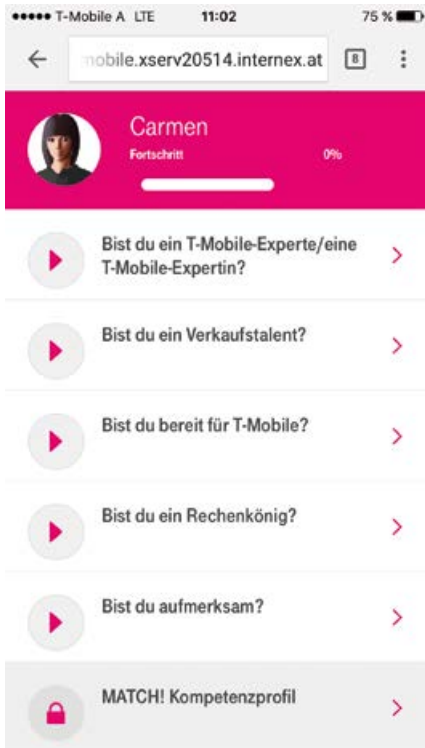 T-Mobile A LTE 11:02 75 %
mobile.xserv20514.internex.at 8
Carmen
Fortschritt 0%
Bist du ein T-Mobile-Experte/eine
T-Mobile-Expertin?
Bist du ein Verkaufstalent?
Bist du bereit für T-Mobile?
Bist du ein Rechenkönig?
Bist du aufmerksam?
MATCH! Kompetenzprofil